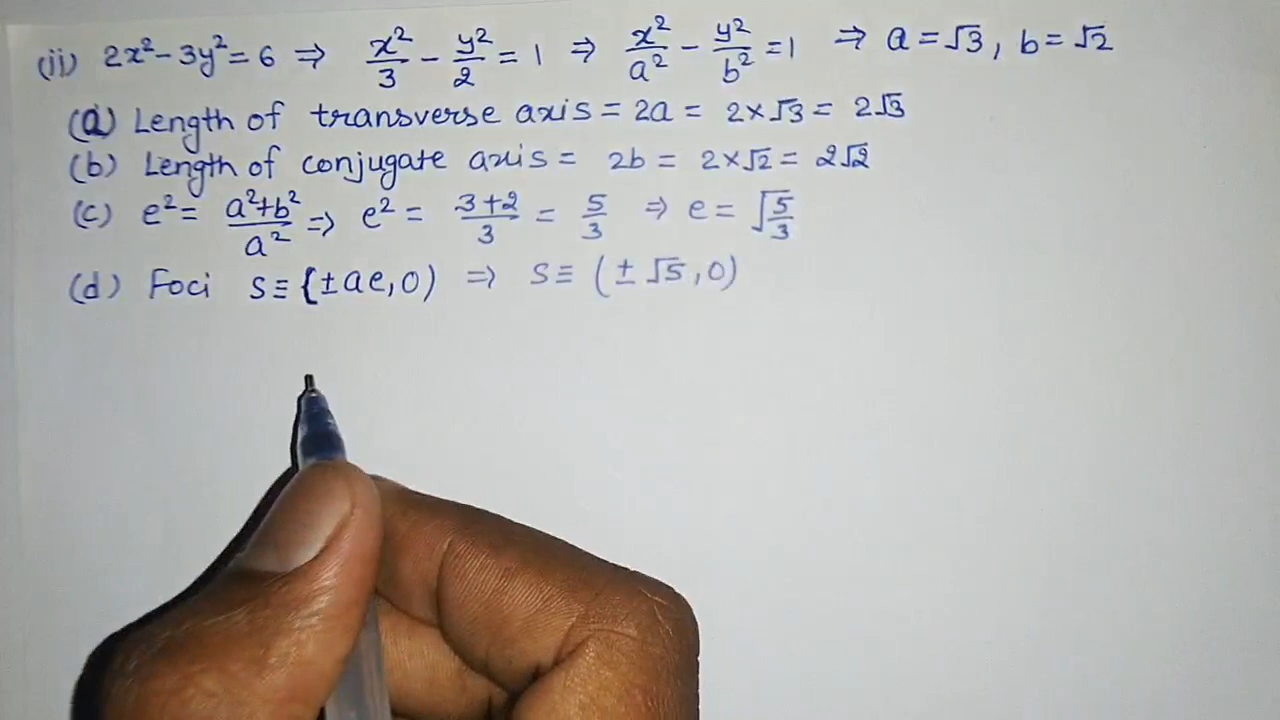 (ii) 2x² - 3y² = 6 ⇒ x²/3 - y²/2 = 1 ⇒ x²/a² - y²/b² = 1 ⇒ a = √3, b = √2
(a) Length of transverse axis = 2a = 2×√3 = 2√3
(b) Length of conjugate axis = 2b = 2×√2 = 2√2
(c) e² = (a²+b²)/a² ⇒ e² = (3+2)/3 = 5/3 ⇒ e = √(5/3)
(d) Foci S ≡ (±ae, 0) ⇒ S ≡ (±√5, 0)